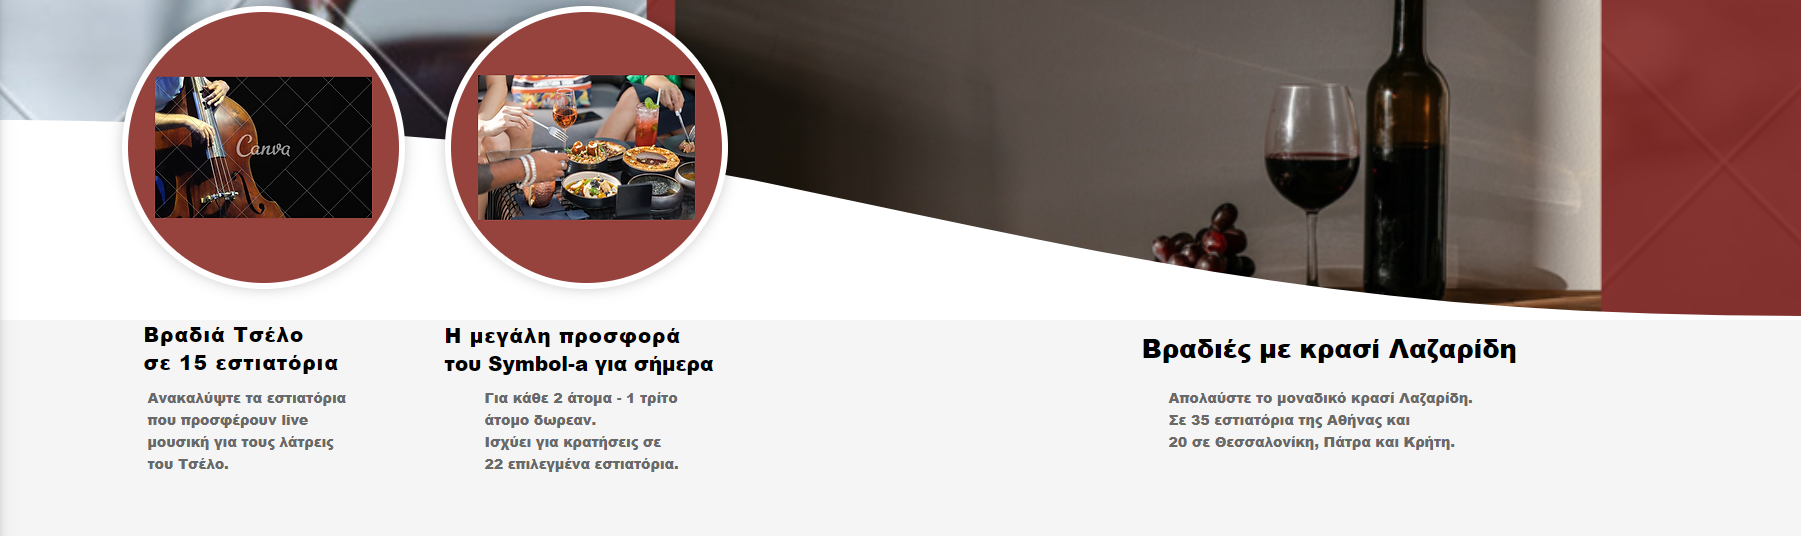 Canva
Βραδιά Τσέλο
σε 15 εστιατόρια
Ανακαλύψτε τα εστιατόρια
που προσφέρουν live
μουσική για τους λάτρεις
του Τσέλο.
Η μεγάλη προσφορά
του Symbol-a για σήμερα
Για κάθε 2 άτομα - 1 τρίτο
άτομο δωρεαν.
Ισχύει για κρατήσεις σε
22 επιλεγμένα εστιατόρια.
Βραδιές με κρασί Λαζαρίδη
Απολαύστε το μοναδικό κρασί Λαζαρίδη.
Σε 35 εστιατόρια της Αθήνας και
20 σε Θεσσαλονίκη, Πάτρα και Κρήτη.